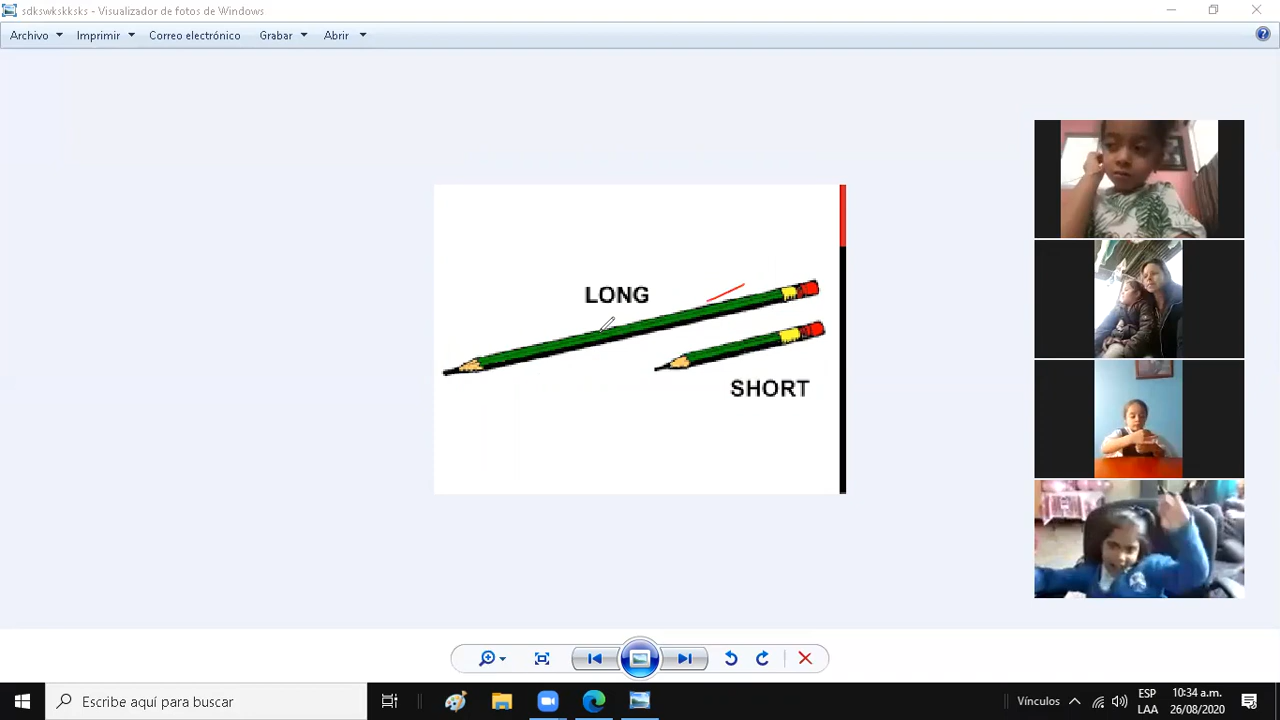 sdkswkskksks - Visualizador de fotos de Windows
Archivo Imprimir Correo electrónico Grabar Abrir
LONG
SHORT
Escribe aquí para buscar
Vínculos
ESP
LAA
10:34 a.m.
26/08/2020